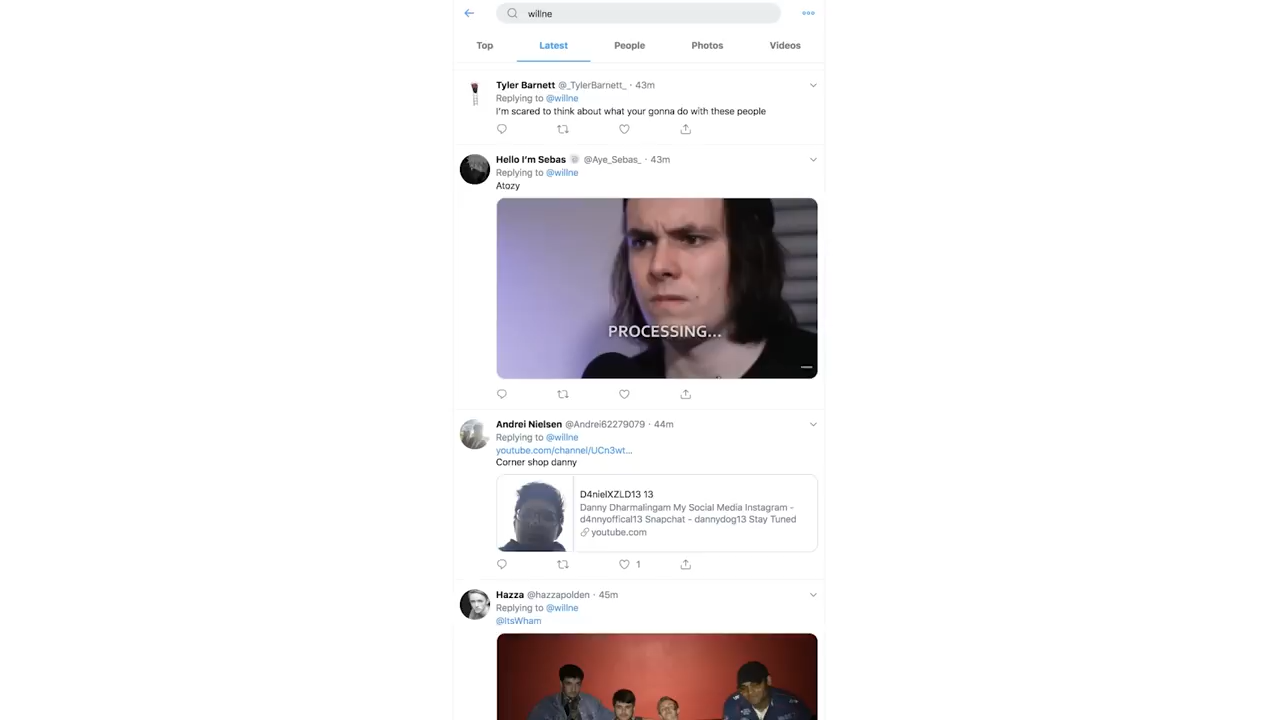 willne
Top Latest People Photos Videos
Tyler Barnett @_TylerBarnett_ · 43m
Replying to @willne
I'm scared to think about what your gonna do with these people
Hello I'm Sebas @Aye_Sebas_ · 43m
Replying to @willne
Atozy
PROCESSING...
Andrei Nielsen @Andrei62279079 · 44m
Replying to @willne
youtube.com/channel/UCn3wt...
Corner shop danny
D4nielXZLD13 13
Danny Dharmalingam My Social Media Instagram -
d4nnyoffical13 Snapchat - dannydog13 Stay Tuned
youtube.com
1
Hazza @hazzapolden · 45m
Replying to @willne
@ItsWham